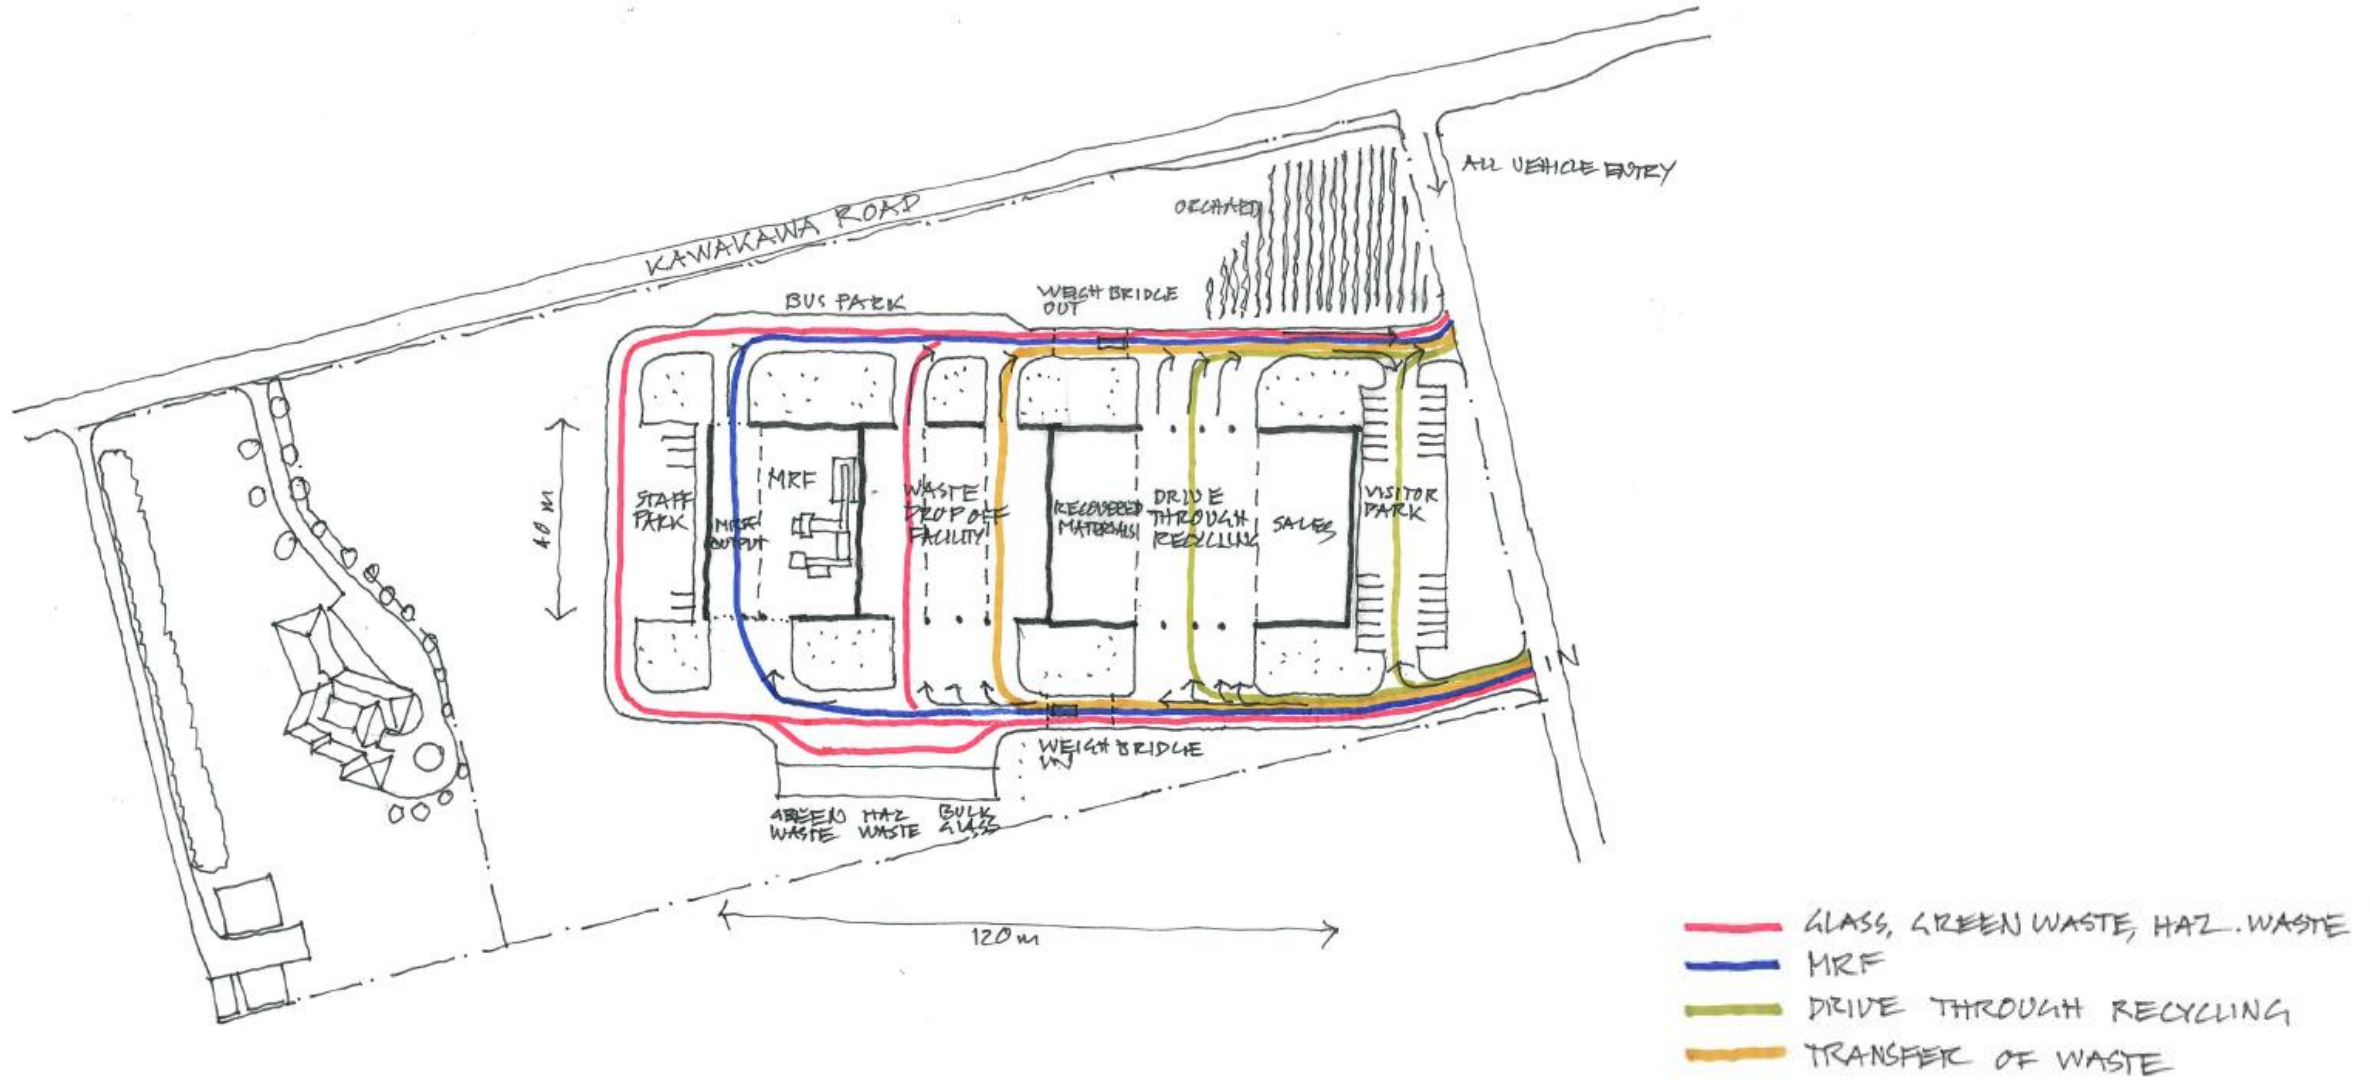 KAWAKAWA ROAD
ALL VEHICLE ENTRY
ORCHARD
BUS PARK
WEIGH BRIDGE
OUT
40 m
STAFF
PARK
MRF
OUTPUT
MRF
WASTE
DROP OFF
FACILITY
RECOVERED
MATERIALS
DRIVE
THROUGH
RECYCLING
SALES
VISITOR
PARK
N
WEIGH BRIDGE
IN
GREEN
WASTE
HAZ
WASTE
BULK
GLASS
120m
GLASS, GREEN WASTE, HAZ. WASTE
MRF
DRIVE THROUGH RECYCLING
TRANSFER OF WASTE